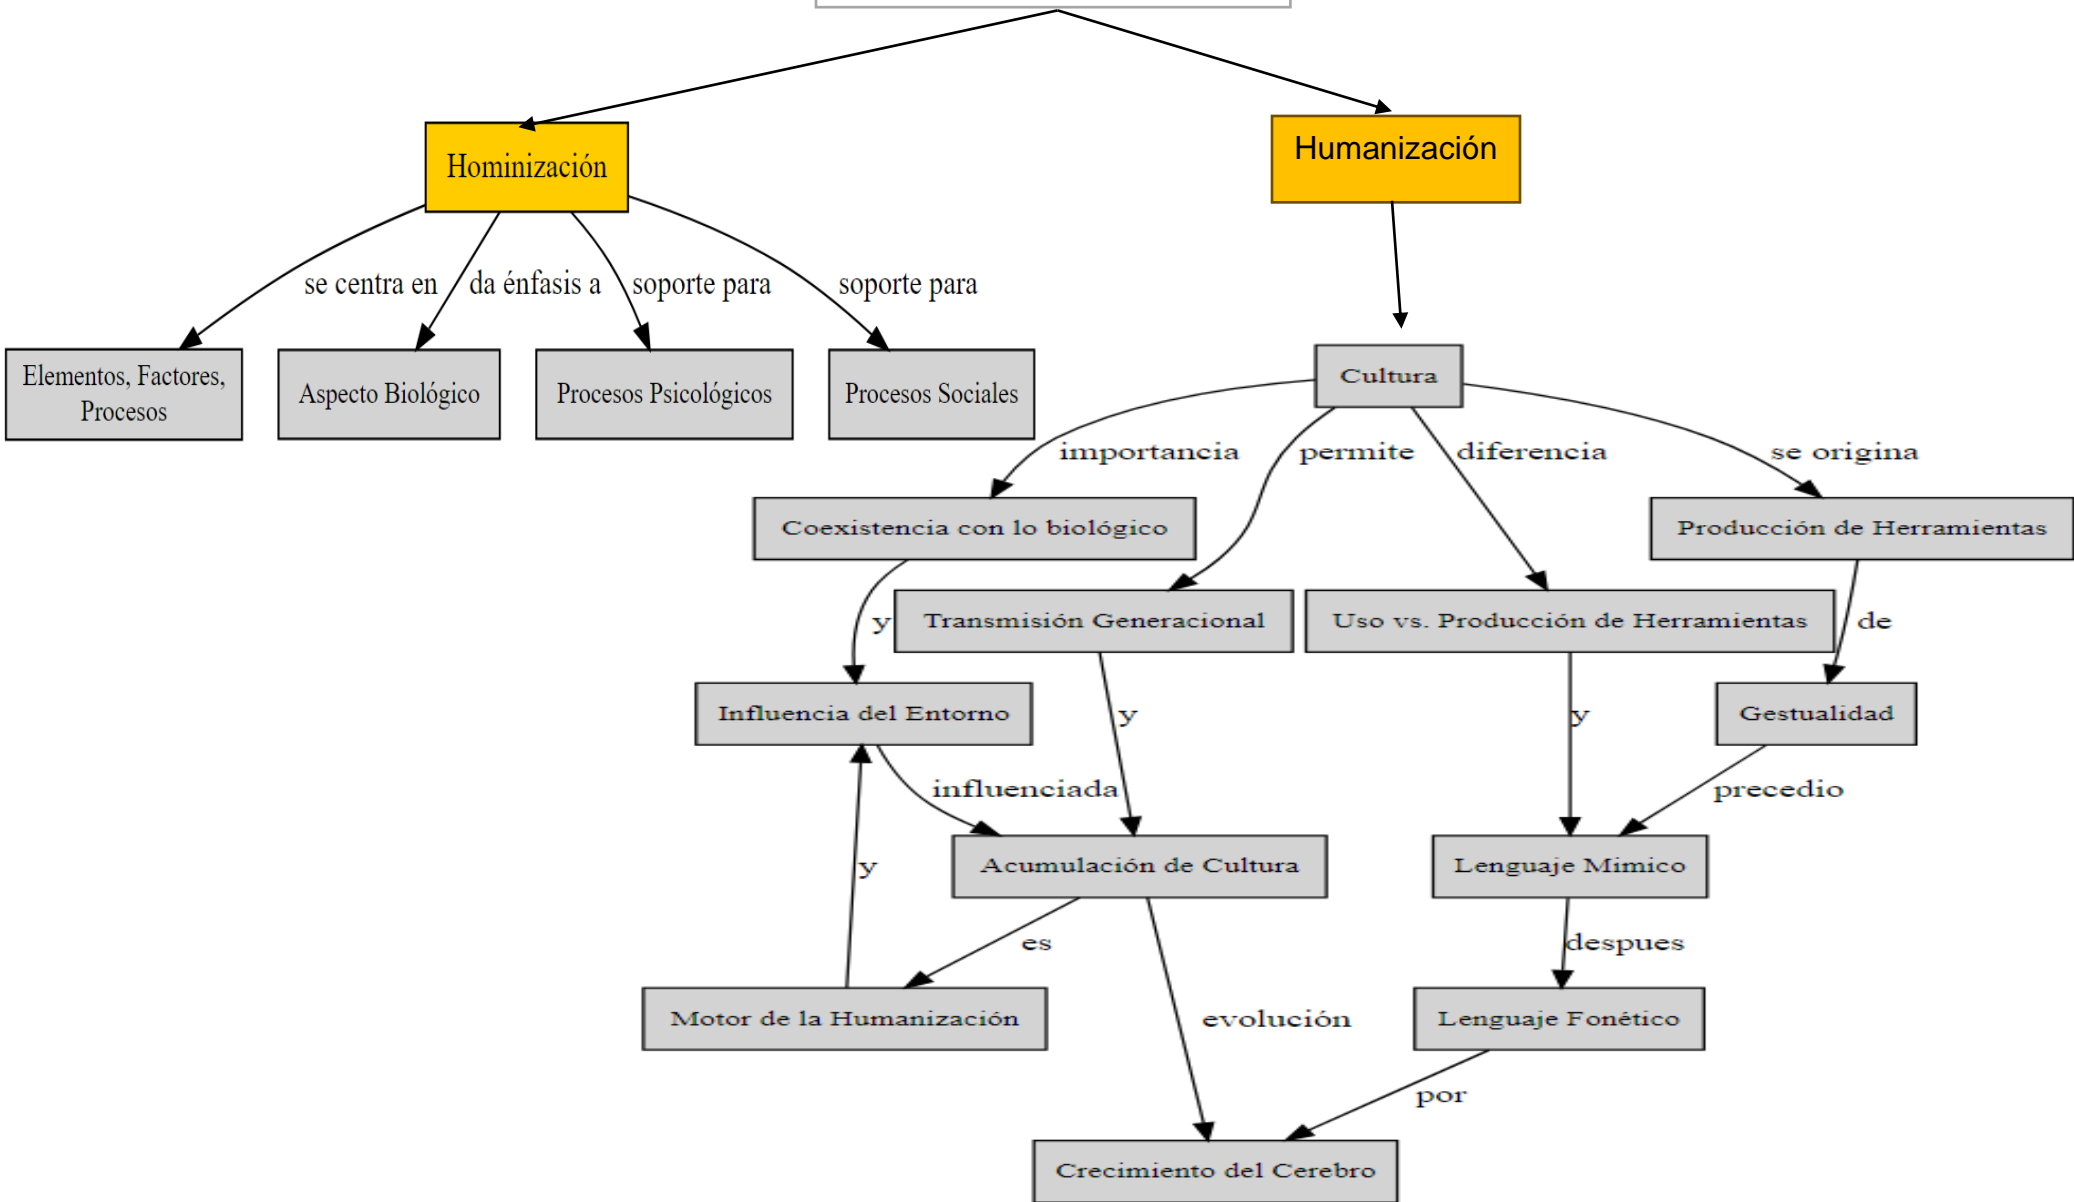 Hominización
Humanización
se centra en
da énfasis a
soporte para
soporte para
Elementos, Factores,
Procesos
Aspecto Biológico
Procesos Psicológicos
Procesos Sociales
Cultura
importancia
permite
diferencia
se origina
Coexistencia con lo biológico
Producción de Herramientas
y
Transmisión Generacional
Uso vs. Producción de Herramientas
de
Influencia del Entorno
y
y
Gestualidad
influenciada
precedio
y
Acumulación de Cultura
Lenguaje Mímico
es
despues
Motor de la Humanización
evolución
Lenguaje Fonético
por
Crecimiento del Cerebro